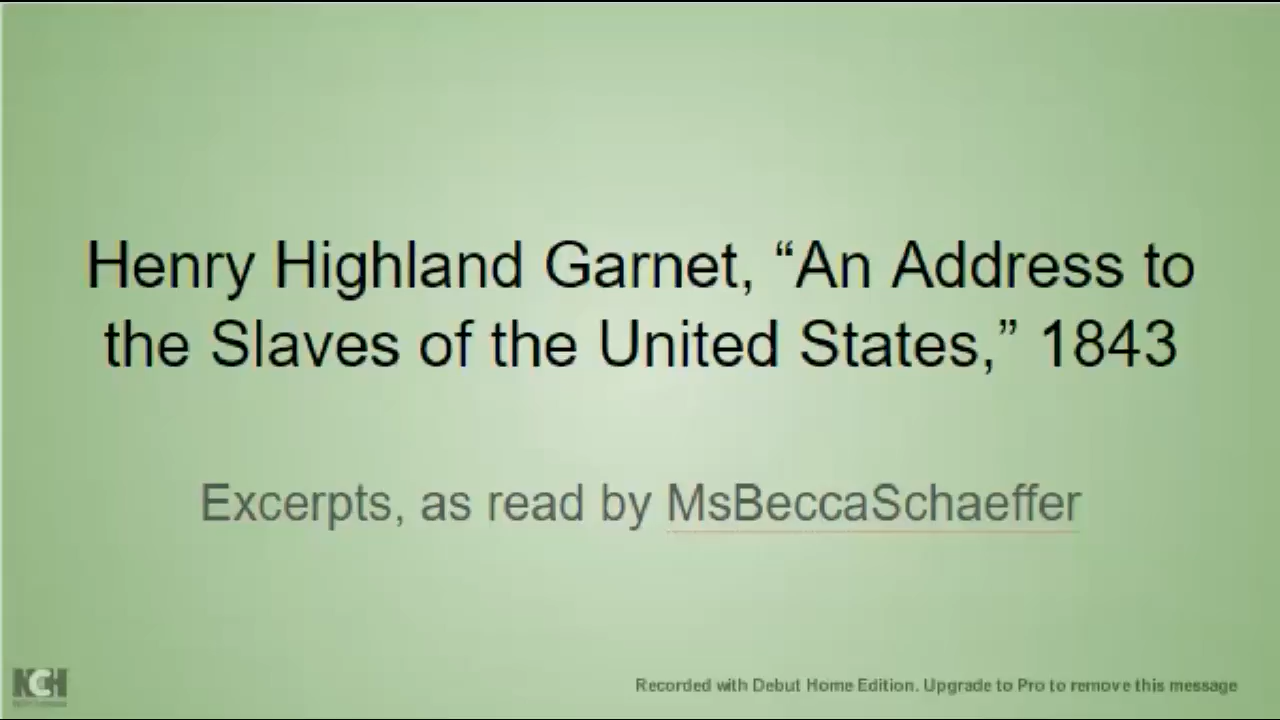 Henry Highland Garnet, “An Address to
the Slaves of the United States,” 1843
Excerpts, as read by MsBeccaSchaeffer
NCH
Recorded with Debut Home Edition. Upgrade to Pro to remove this message